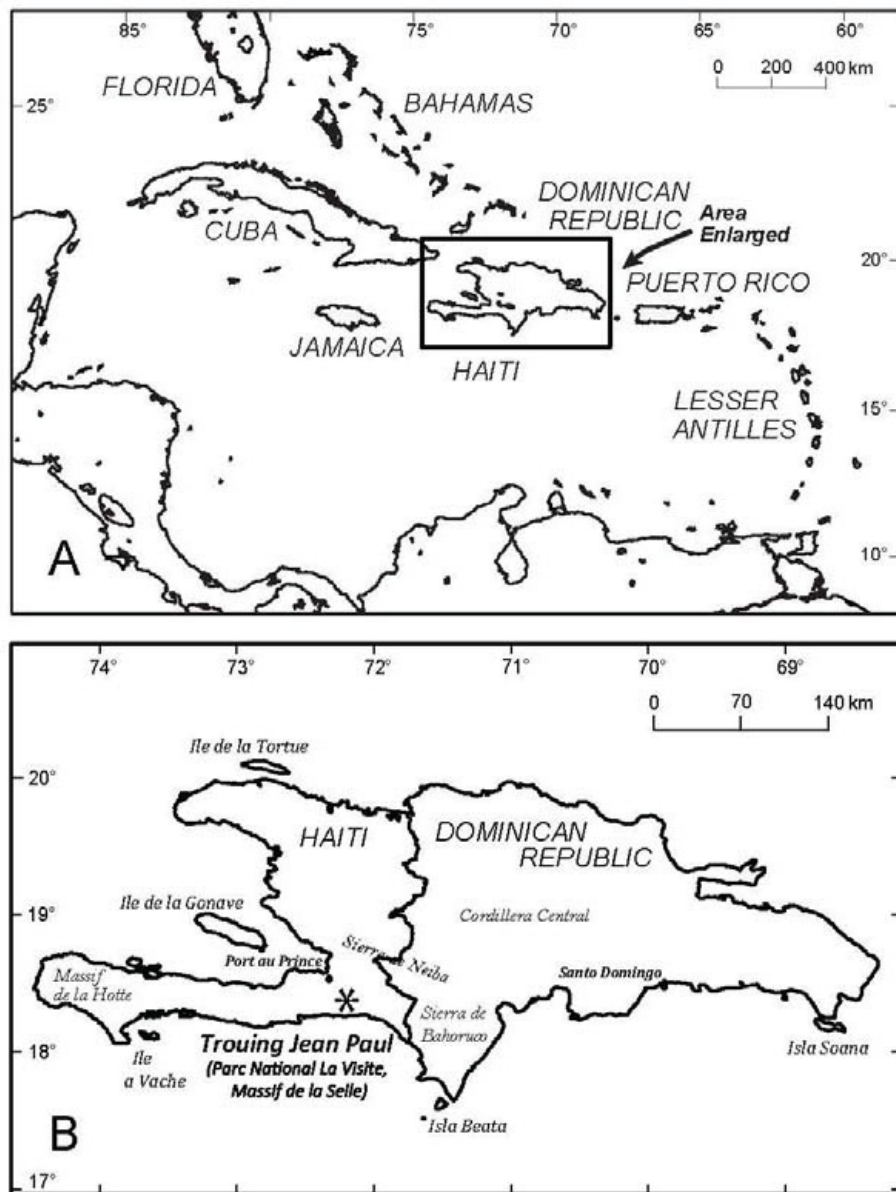 85° 75° 70° 65° 60°
0 200 400 km
FLORIDA
25°
BAHAMAS
DOMINICAN
REPUBLIC
Area
Enlarged
CUBA
20°
PUERTO RICO
JAMAICA
HAITI
15°
LESSER
ANTILLES
A
10°
74° 73° 72° 71° 70° 69°
0 70 140 km
Ile de la Tortue
20°
HAITI
DOMINICAN
REPUBLIC
Ile de la Gonave
19°
Cordillera Central
Port au Prince
Sierra de Neiba
Massif
de la Hotte
Santo Domingo
Sierra de
Bahoruco
18°
Trouing Jean Paul
(Parc National La Visite,
Massif de la Selle)
Ile
a Vache
Isla Soana
Isla Beata
B
17°